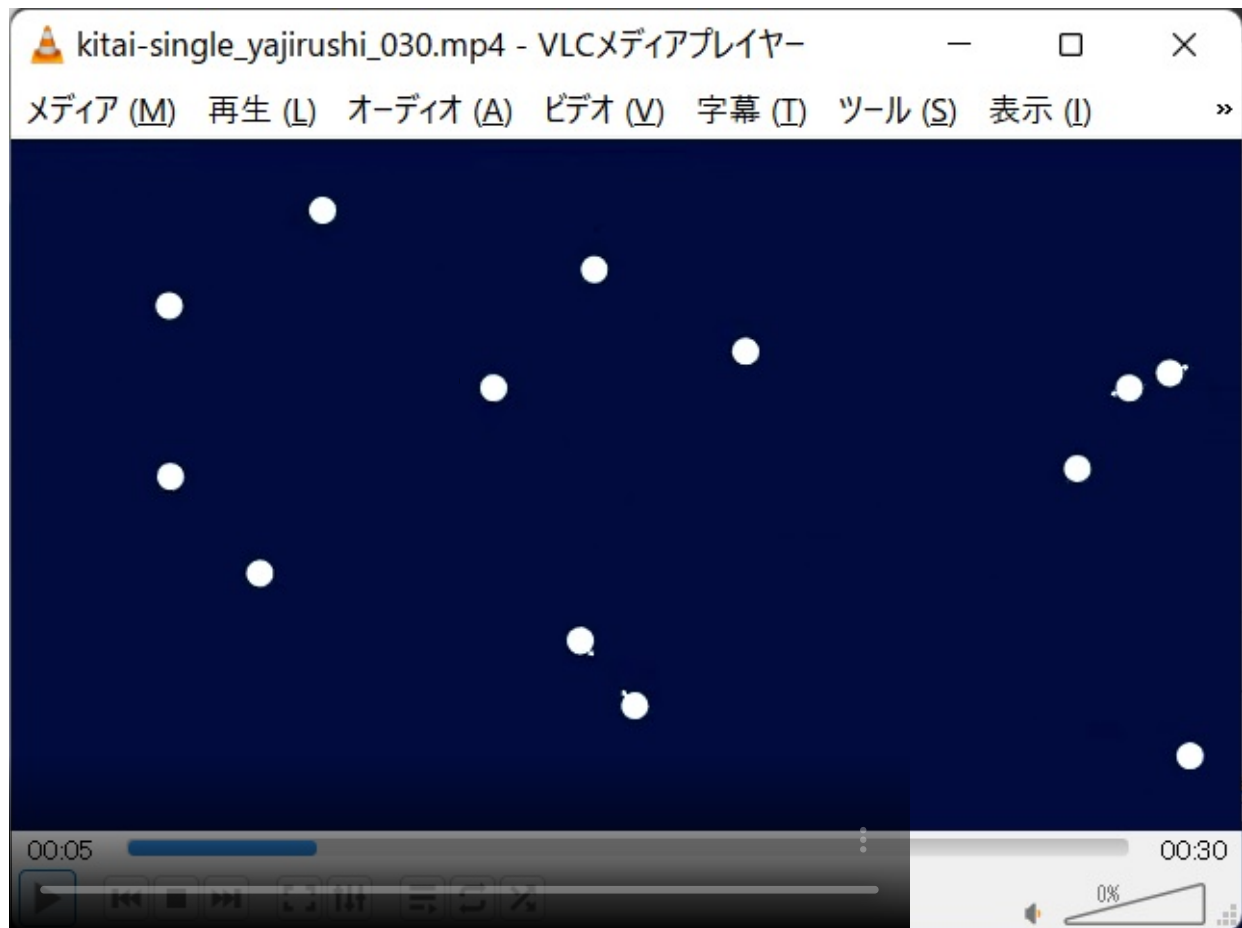 kitai-single_yajirushi_030.mp4 - VLCメディアプレイヤー
メディア (M) 再生 (L) オーディオ (A) ビデオ (V) 字幕 (T) ツール (S) 表示 (I) »
00:05 00:30
0%